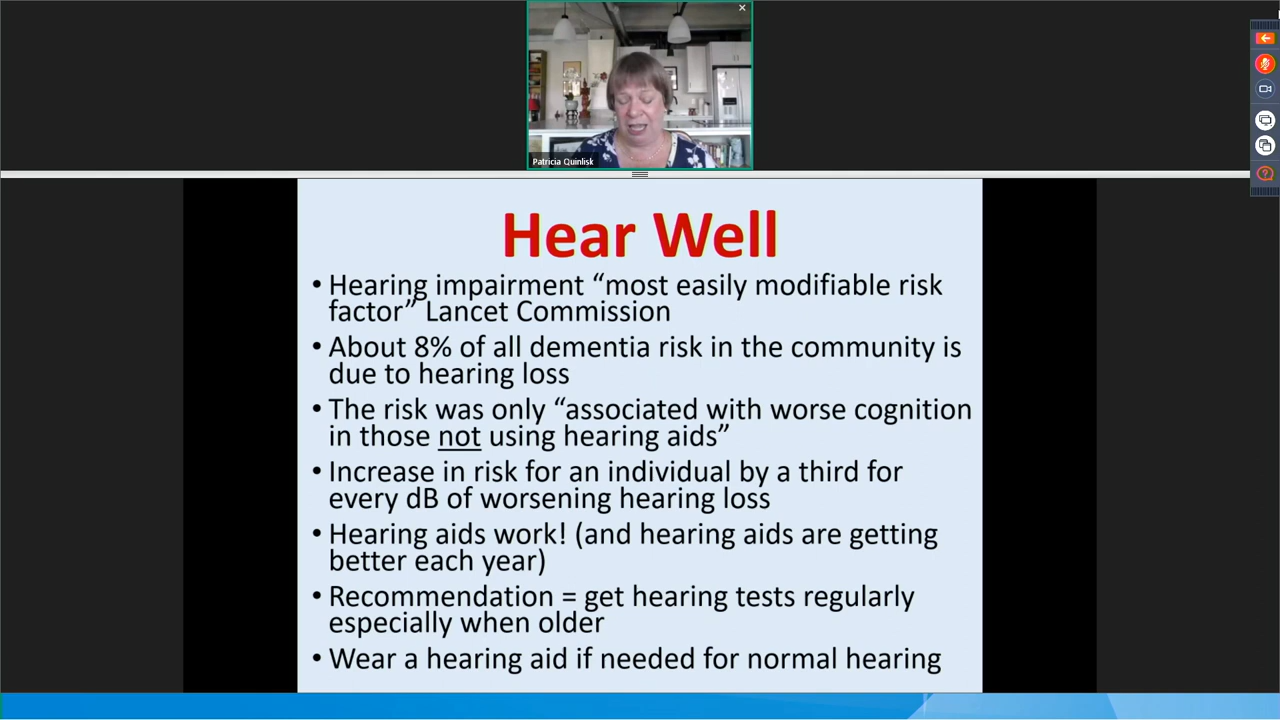 Patricia Quinlisk
Hear Well
• Hearing impairment “most easily modifiable risk
factor” Lancet Commission
• About 8% of all dementia risk in the community is
due to hearing loss
• The risk was only “associated with worse cognition
in those not using hearing aids”
• Increase in risk for an individual by a third for
every dB of worsening hearing loss
• Hearing aids work! (and hearing aids are getting
better each year)
• Recommendation = get hearing tests regularly
especially when older
• Wear a hearing aid if needed for normal hearing